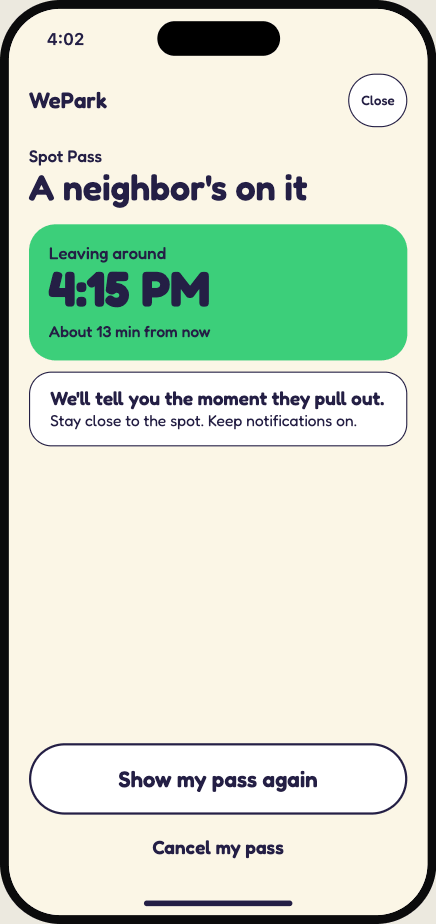 4:02
WePark
Close
Spot Pass
A neighbor's on it
Leaving around
4:15 PM
About 13 min from now
We'll tell you the moment they pull out.
Stay close to the spot. Keep notifications on.
Show my pass again
Cancel my pass